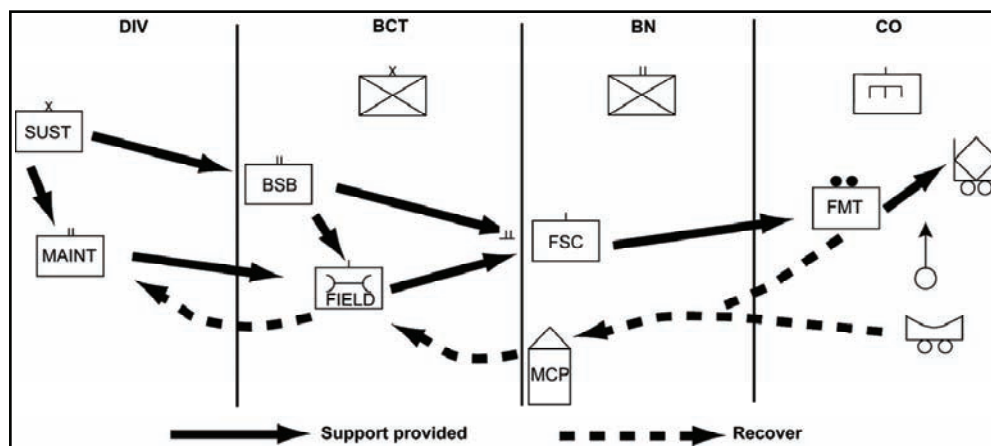 DIV
BCT
BN
CO
X
SUST
MAINT
X
BSB
FIELD
FSC
MCP
FMT
Support provided
Recover